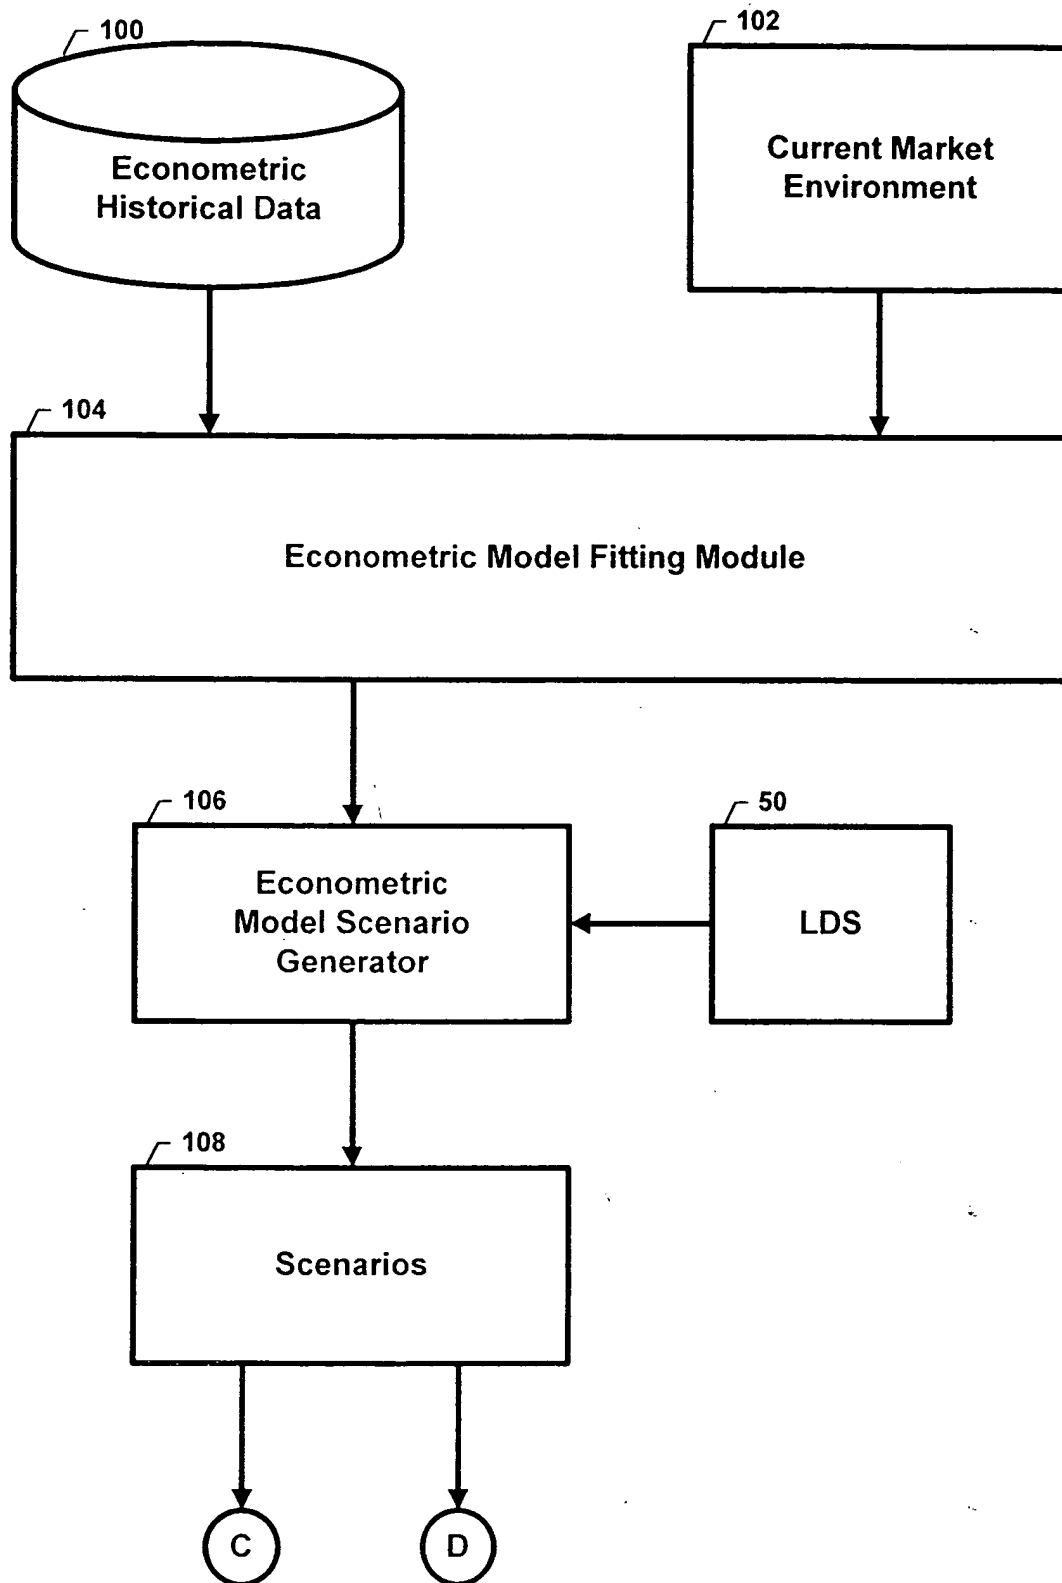 100
102
Econometric
Historical Data
Current Market
Environment
104
Econometric Model Fitting Module
106
50
Econometric
Model Scenario
Generator
LDS
108
Scenarios
C
D